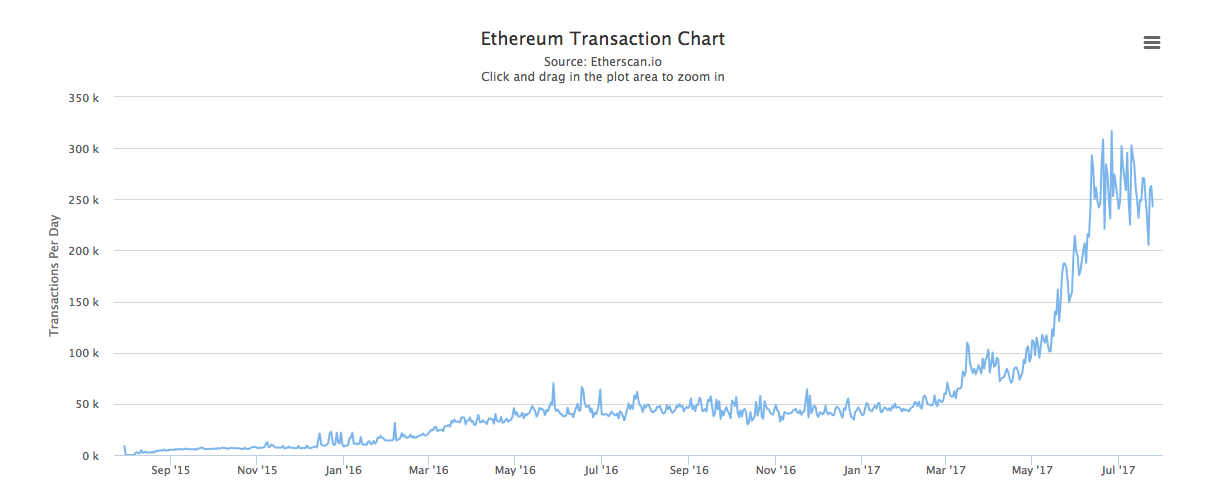 Ethereum Transaction Chart
Source: Etherscan.io
Click and drag in the plot area to zoom in
Transactions Per Day
350 k
300 k
250 k
200 k
150 k
100 k
50 k
0 k
Sep '15 Nov '15 Jan '16 Mar '16 May '16 Jul '16 Sep '16 Nov '16 Jan '17 Mar '17 May '17 Jul '17